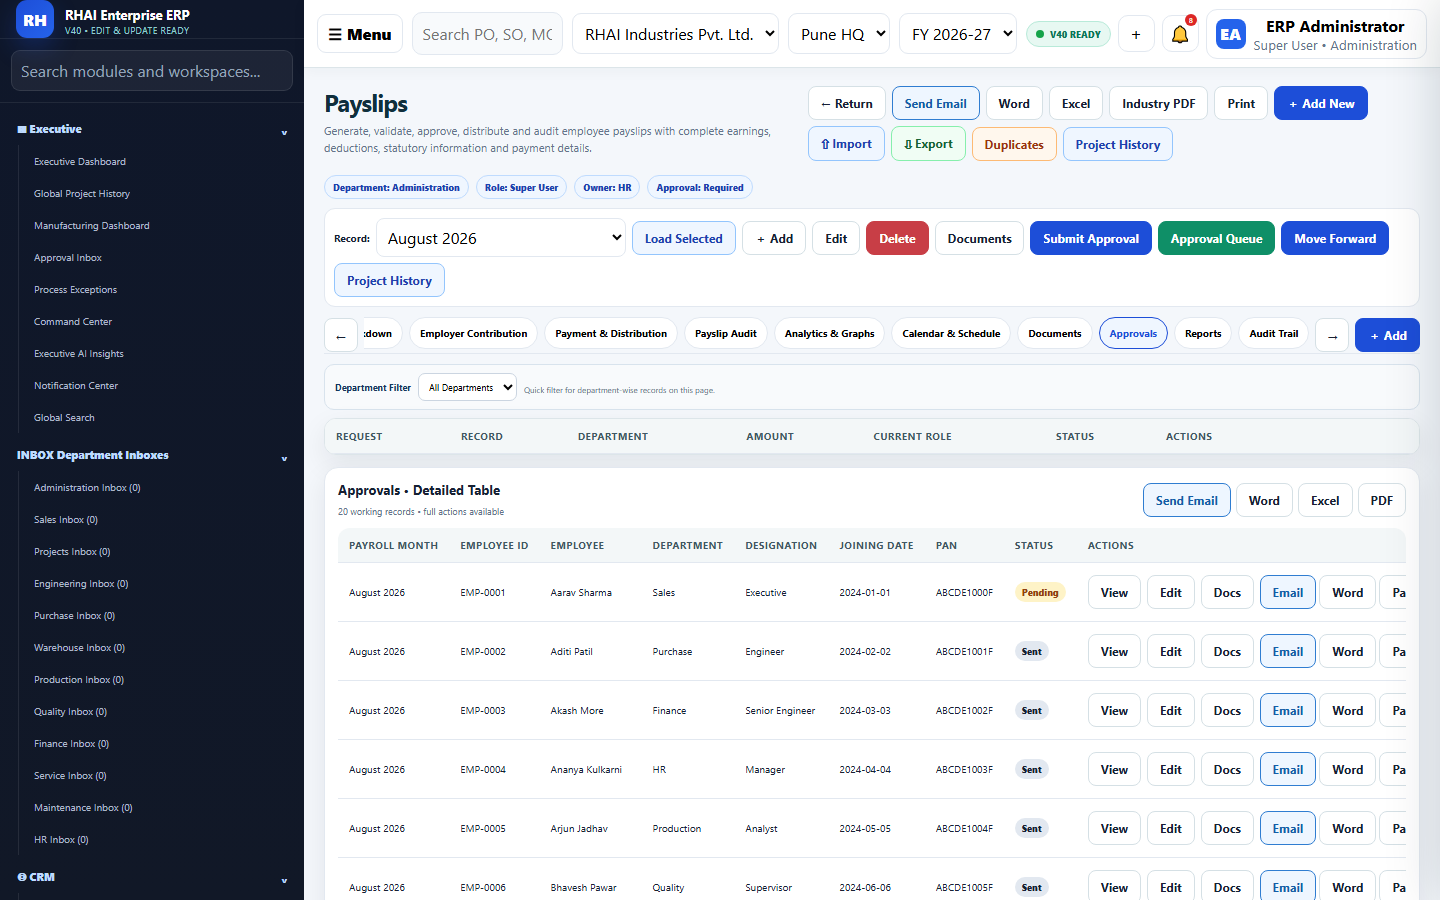 RH
RHAI Enterprise ERP
V40 • EDIT & UPDATE READY
Search modules and workspaces...
Executive
Executive Dashboard
Global Project History
Manufacturing Dashboard
Approval Inbox
Process Exceptions
Command Center
Executive AI Insights
Notification Center
Global Search
INBOX Department Inboxes
Administration Inbox (0)
Sales Inbox (0)
Projects Inbox (0)
Engineering Inbox (0)
Purchase Inbox (0)
Warehouse Inbox (0)
Production Inbox (0)
Quality Inbox (0)
Finance Inbox (0)
Service Inbox (0)
Maintenance Inbox (0)
HR Inbox (0)
CRM
☰ Menu
Search PO, SO, MO
RHAI Industries Pvt. Ltd.
Pune HQ
FY 2026-27
V40 READY
+
8
EA
ERP Administrator
Super User • Administration
Payslips
Generate, validate, approve, distribute and audit employee payslips with complete earnings,
deductions, statutory information and payment details.
← Return
Send Email
Word
Excel
Industry PDF
Print
+ Add New
⇧ Import
⇩ Export
Duplicates
Project History
Department: Administration
Role: Super User
Owner: HR
Approval: Required
Record:
August 2026
Load Selected
+ Add
Edit
Delete
Documents
Submit Approval
Approval Queue
Move Forward
Project History
←
kdown
Employer Contribution
Payment & Distribution
Payslip Audit
Analytics & Graphs
Calendar & Schedule
Documents
Approvals
Reports
Audit Trail
→
+ Add
Department Filter
All Departments
Quick filter for department-wise records on this page.
REQUEST RECORD DEPARTMENT AMOUNT CURRENT ROLE STATUS ACTIONS
Approvals • Detailed Table
20 working records • full actions available
Send Email
Word
Excel
PDF
PAYROLL MONTH EMPLOYEE ID EMPLOYEE DEPARTMENT DESIGNATION JOINING DATE PAN STATUS ACTIONS
August 2026 EMP-0001 Aarav Sharma Sales Executive 2024-01-01 ABCDE1000F Pending View Edit Docs Email Word Pa
August 2026 EMP-0002 Aditi Patil Purchase Engineer 2024-02-02 ABCDE1001F Sent View Edit Docs Email Word Pa
August 2026 EMP-0003 Akash More Finance Senior Engineer 2024-03-03 ABCDE1002F Sent View Edit Docs Email Word Pa
August 2026 EMP-0004 Ananya Kulkarni HR Manager 2024-04-04 ABCDE1003F Sent View Edit Docs Email Word Pa
August 2026 EMP-0005 Arjun Jadhav Production Analyst 2024-05-05 ABCDE1004F Sent View Edit Docs Email Word Pa
August 2026 EMP-0006 Bhavesh Pawar Quality Supervisor 2024-06-06 ABCDE1005F Sent View Edit Docs Email Word Pa